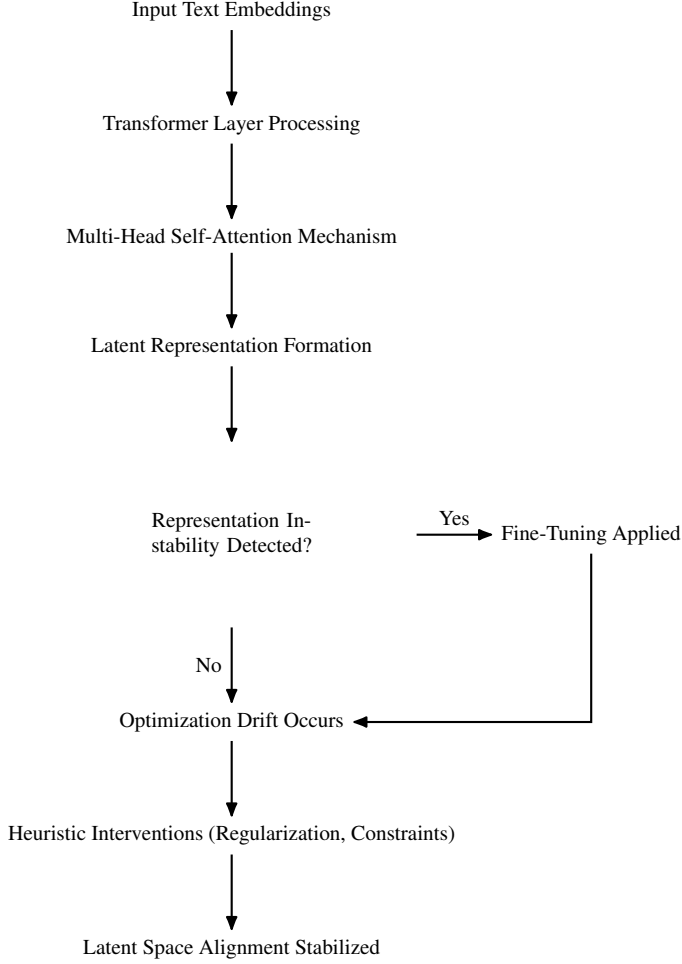 Input Text Embeddings
Transformer Layer Processing
Multi-Head Self-Attention Mechanism
Latent Representation Formation
Representation In-
stability Detected?
Yes
Fine-Tuning Applied
No
Optimization Drift Occurs
Heuristic Interventions (Regularization, Constraints)
Latent Space Alignment Stabilized